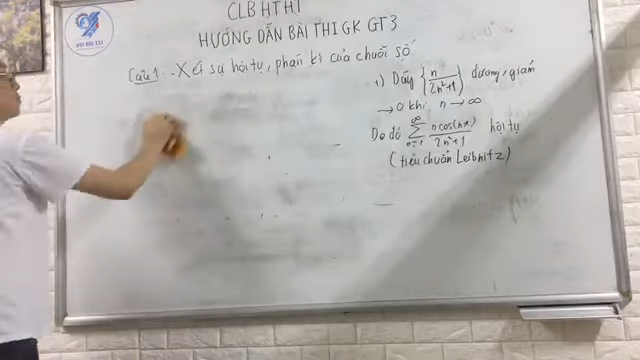 CLB HTHT
HƯỚNG DẪN BÀI THI GK GT3
Câu 1: - Xét sự hội tụ, phân kì của chuỗi số
1) Dãy {n/(2n²+1)} dương, giảm
→ 0 khi n → ∞
Do đó ∑_{n=1}^{∞} n cos(nπ)/(2n²+1) hội tụ
(tiêu chuẩn Leibnitz)